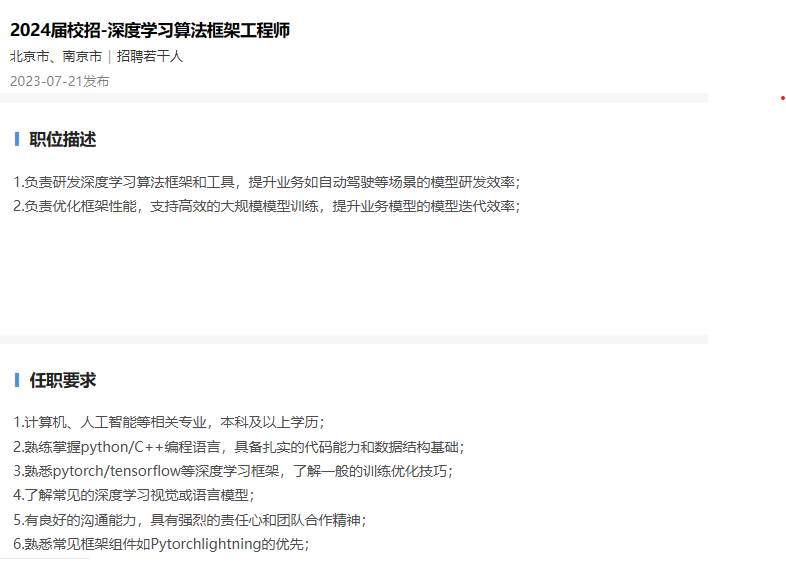 2024届校招-深度学习算法框架工程师
北京市、南京市 | 招聘若干人
2023-07-21发布
职位描述
1.负责研发深度学习算法框架和工具，提升业务如自动驾驶等场景的模型研发效率；
2.负责优化框架性能，支持高效的大规模模型训练，提升业务模型的模型迭代效率；
任职要求
1.计算机、人工智能等相关专业，本科及以上学历；
2.熟练掌握python/C++编程语言，具备扎实的代码能力和数据结构基础；
3.熟悉pytorch/tensorflow等深度学习框架，了解一般的训练优化技巧；
4.了解常见的深度学习视觉或语言模型；
5.有良好的沟通能力，具有强烈的责任心和团队合作精神；
6.熟悉常见框架组件如Pytorchlightning的优先；